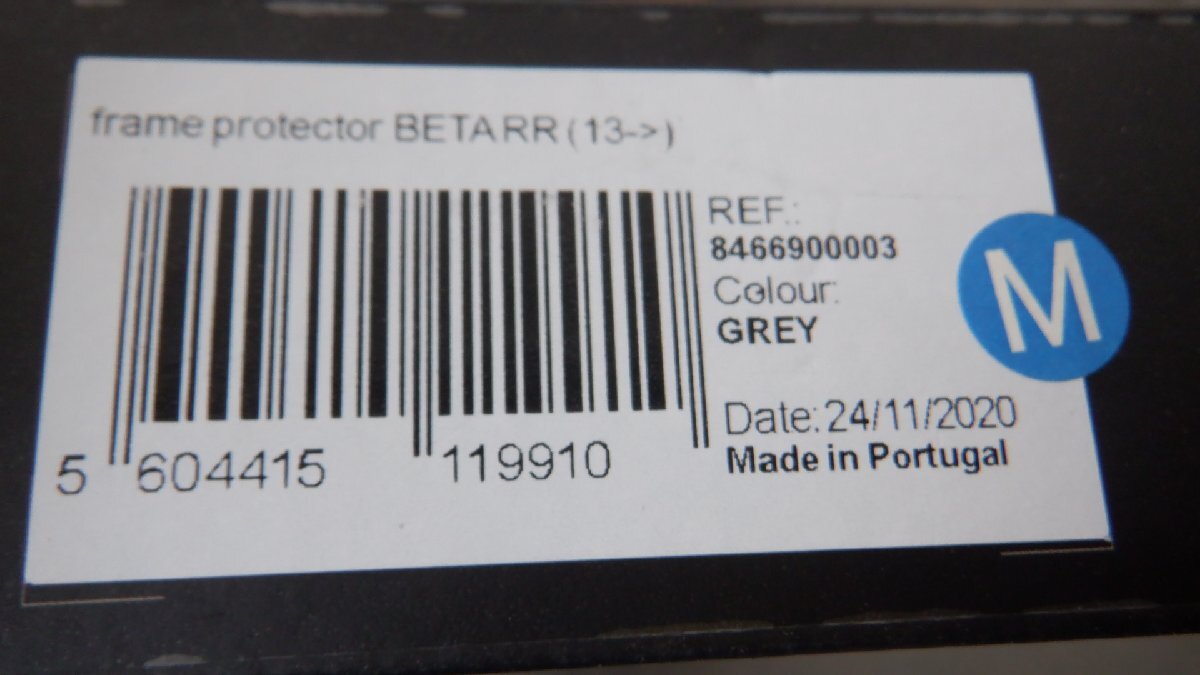 frame protector BETA RR (13->)
REF.:
8466900003
Colour:
GREY
M
Date: 24/11/2020
Made in Portugal
5 604415 119910